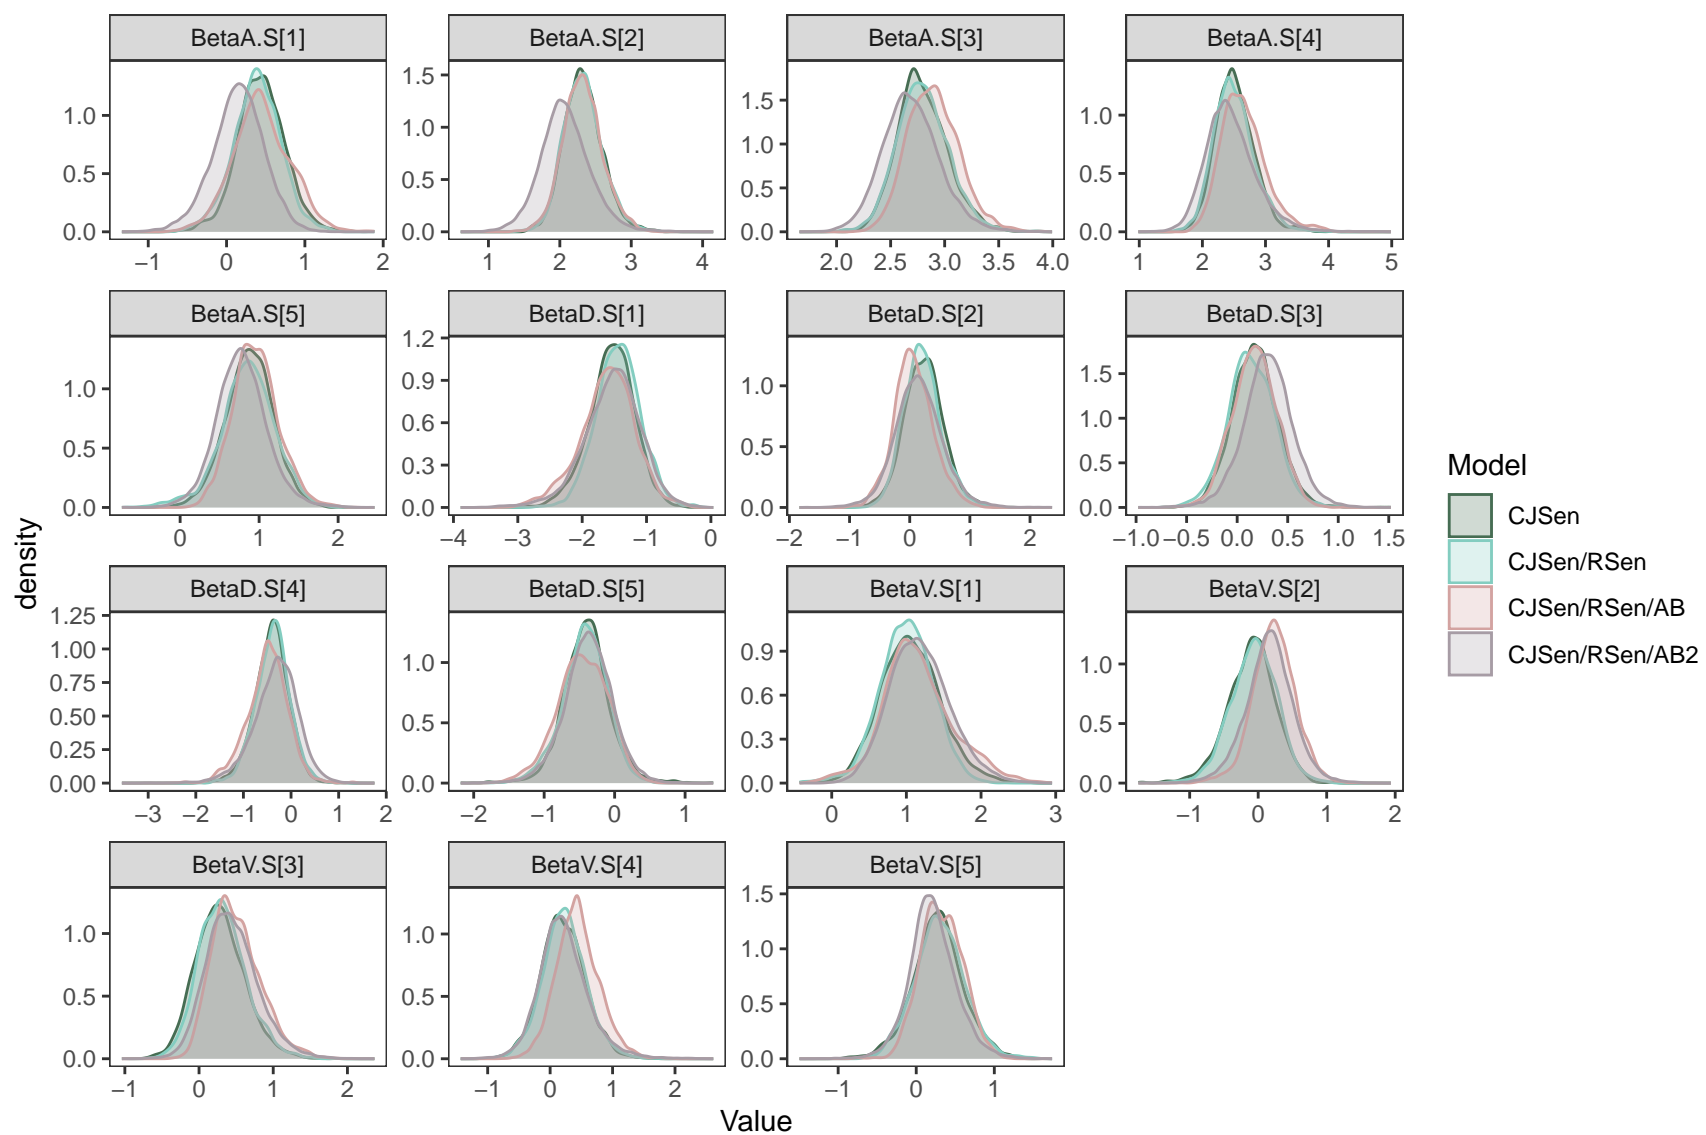 BetaA.S[1] BetaA.S[2] BetaA.S[3] BetaA.S[4]
1.0
0.5
0.0
−1 0 1 2
1.5
1.0
0.5
0.0
1 2 3 4
1.5
1.0
0.5
0.0
2.0 2.5 3.0 3.5 4.0
1.0
0.5
0.0
1 2 3 4 5
BetaA.S[5] BetaD.S[1] BetaD.S[2] BetaD.S[3]
1.0
0.5
0.0
0 1 2
1.2
0.9
0.6
0.3
0.0
−4 −3 −2 −1 0
1.0
0.5
0.0
−2 −1 0 1 2
1.5
1.0
0.5
0.0
−1.0 −0.5 0.0 0.5 1.0 1.5
BetaD.S[4] BetaD.S[5] BetaV.S[1] BetaV.S[2]
1.25
1.00
0.75
0.50
0.25
0.00
−3 −2 −1 0 1 2
1.0
0.5
0.0
−2 −1 0 1
0.9
0.6
0.3
0.0
0 1 2 3
1.0
0.5
0.0
−1 0 1 2
BetaV.S[3] BetaV.S[4] BetaV.S[5]
1.0
0.5
0.0
−1 0 1 2
1.0
0.5
0.0
−1 0 1 2
1.5
1.0
0.5
0.0
−1 0 1
density
Value
Model
CJSen
CJSen/RSen
CJSen/RSen/AB
CJSen/RSen/AB2